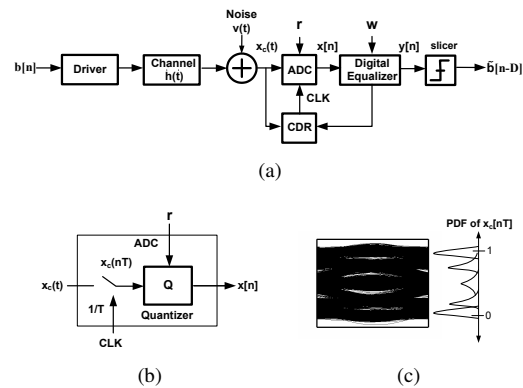 Noise
v(t)
r
w
b[n]
Driver
Channel
h(t)
x_c(t)
ADC
x[n]
Digital
Equalizer
y[n]
slicer
b̃[n-D]
CLK
CDR
(a)
r
ADC
x_c(t)
x_c(nT)
Q
x[n]
1/T
Quantizer
CLK
(b)
PDF of x_c[nT]
1
0
(c)